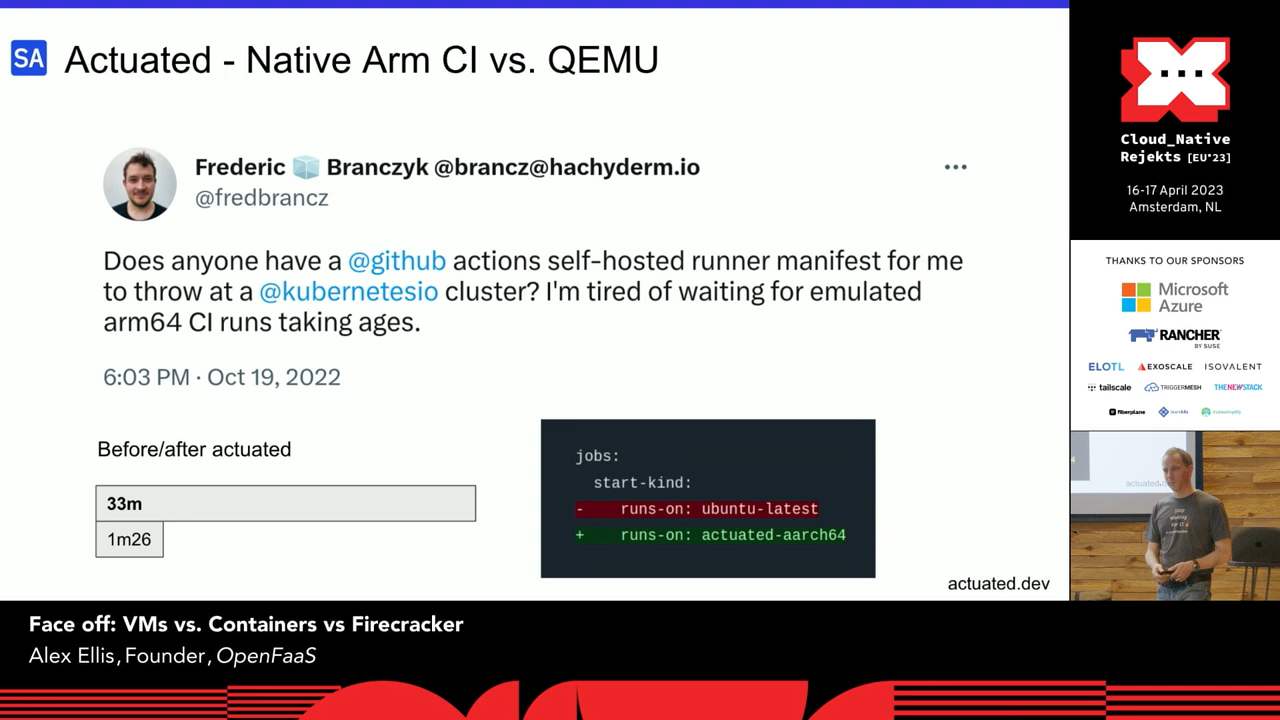 SA Actuated - Native Arm CI vs. QEMU
Frederic Branczyk @brancz@hachyderm.io
@fredbrancz
Does anyone have a @github actions self-hosted runner manifest for me
to throw at a @kubernetesio cluster? I'm tired of waiting for emulated
arm64 CI runs taking ages.
6:03 PM · Oct 19, 2022
Before/after actuated
33m
1m26
jobs:
start-kind:
- runs-on: ubuntu-latest
+ runs-on: actuated-aarch64
actuated.dev
Cloud_Native
Rejekts [EU'23]
16-17 April 2023
Amsterdam, NL
THANKS TO OUR SPONSORS
Microsoft
Azure
RANCHER
BY SUSE
ELOTL EXOSCALE ISOVALENT
tailscale TRIGGERMESH THENEWSTACK
fiberplane
Face off: VMs vs. Containers vs Firecracker
Alex Ellis, Founder, OpenFaaS